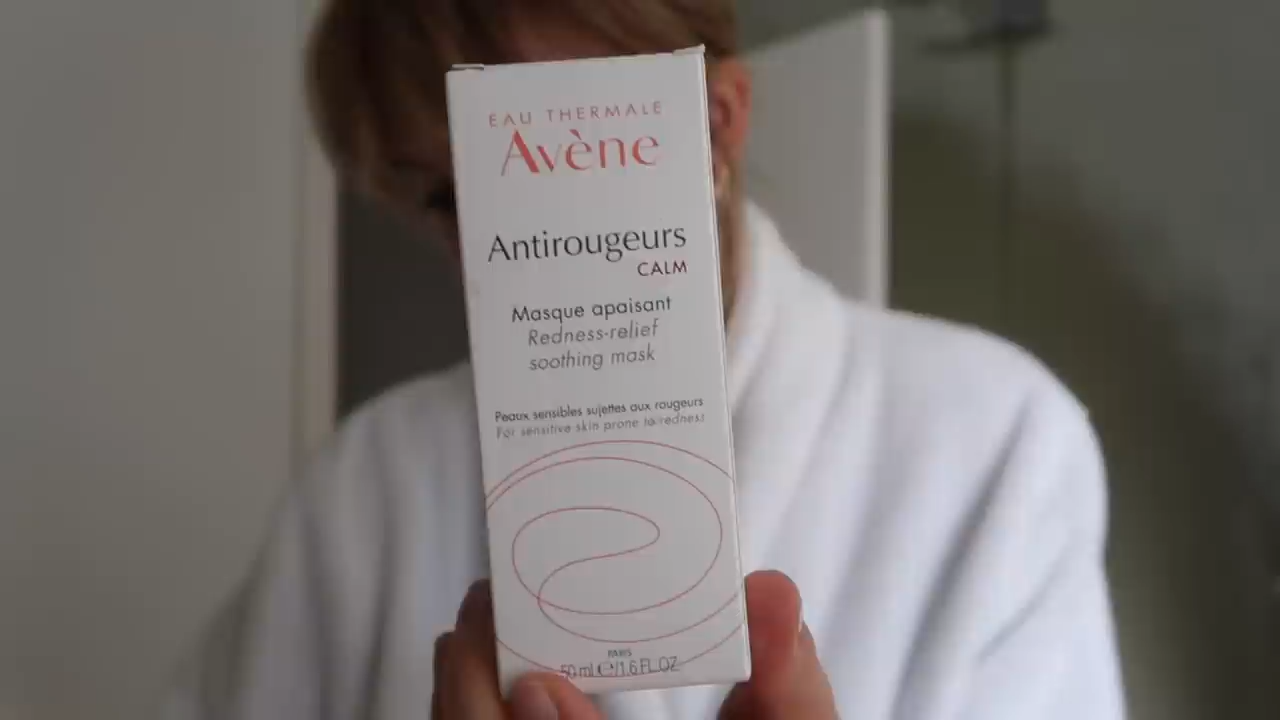 EAU THERMALE
Avène
Antirougeurs
CALM
Masque apaisant
Redness-relief
soothing mask
Peaux sensibles sujettes aux rougeurs
For sensitive skin prone to redness
PARIS
50 ml ℮/1.6 FL.OZ.